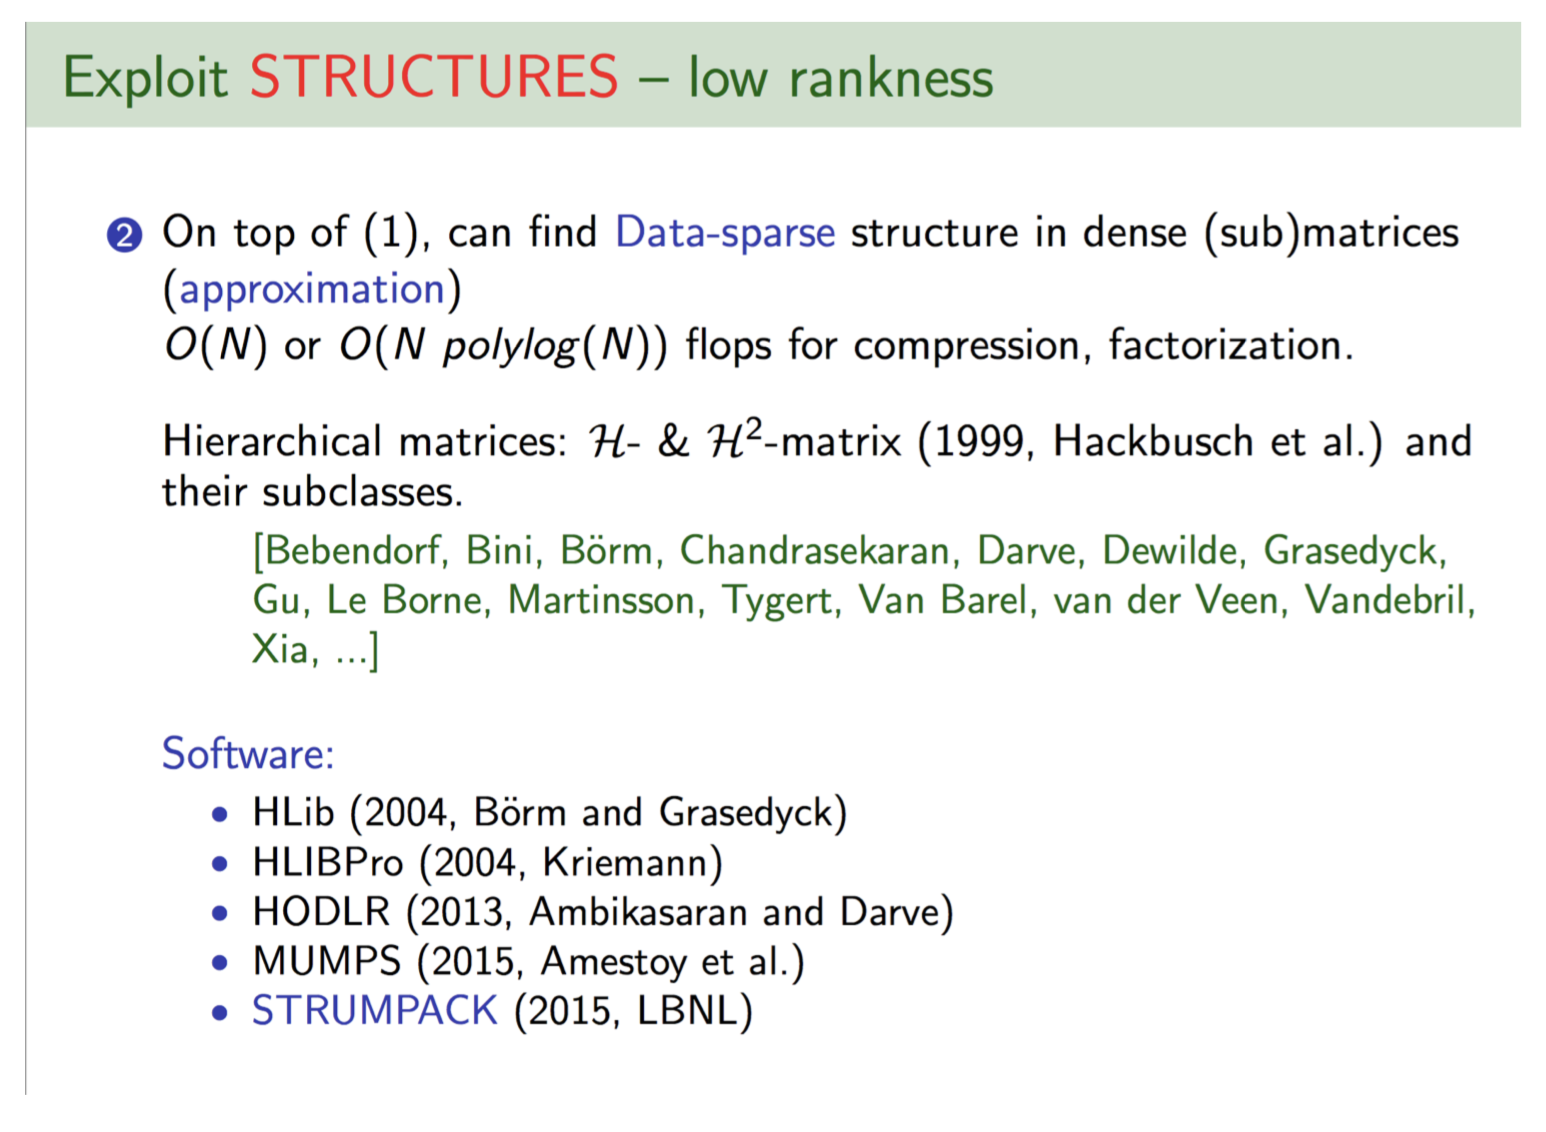 Exploit STRUCTURES – low rankness
2 On top of (1), can find Data-sparse structure in dense (sub)matrices
(approximation)
O(N) or O(N polylog(N)) flops for compression, factorization.
Hierarchical matrices: ℋ- & ℋ²-matrix (1999, Hackbusch et al.) and
their subclasses.
[Bebendorf, Bini, Börm, Chandrasekaran, Darve, Dewilde, Grasedyck,
Gu, Le Borne, Martinsson, Tygert, Van Barel, van der Veen, Vandebril,
Xia, ...]
Software:
• HLib (2004, Börm and Grasedyck)
• HLIBPro (2004, Kriemann)
• HODLR (2013, Ambikasaran and Darve)
• MUMPS (2015, Amestoy et al.)
• STRUMPACK (2015, LBNL)